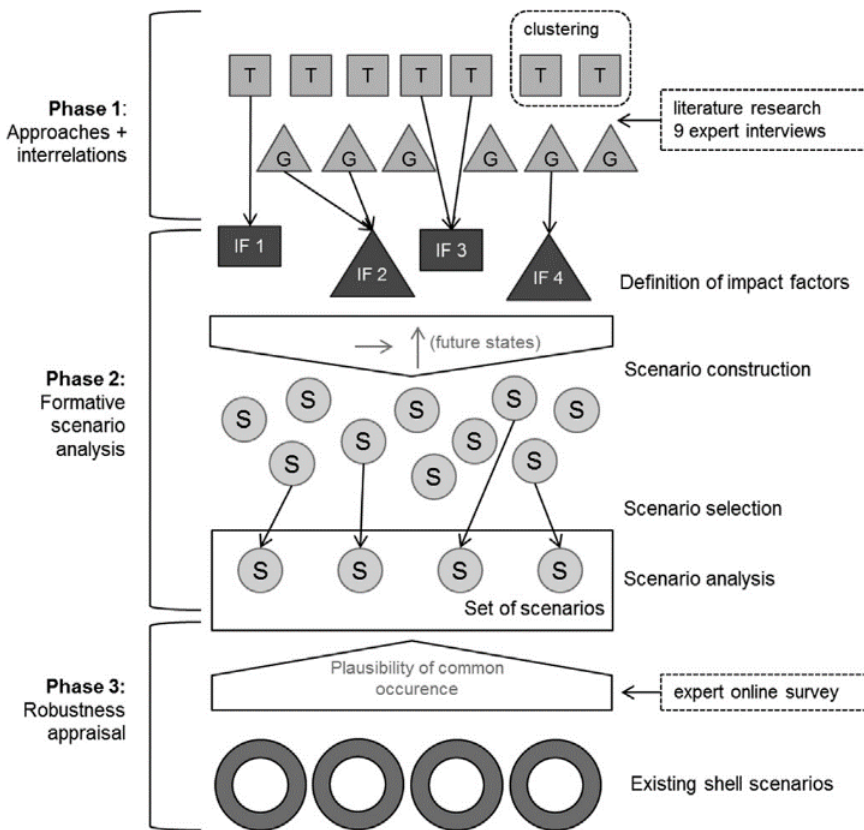 clustering
T T T T T T T
Phase 1:
Approaches +
interrelations
literature research
9 expert interviews
G G G G G G
IF 1
IF 2
IF 3
IF 4
Definition of impact factors
(future states)
Scenario construction
Phase 2:
Formative
scenario
analysis
S S S S S
S S S S S
Scenario selection
S S S S
Scenario analysis
Set of scenarios
Phase 3:
Robustness
appraisal
Plausibility of common
occurence
expert online survey
Existing shell scenarios